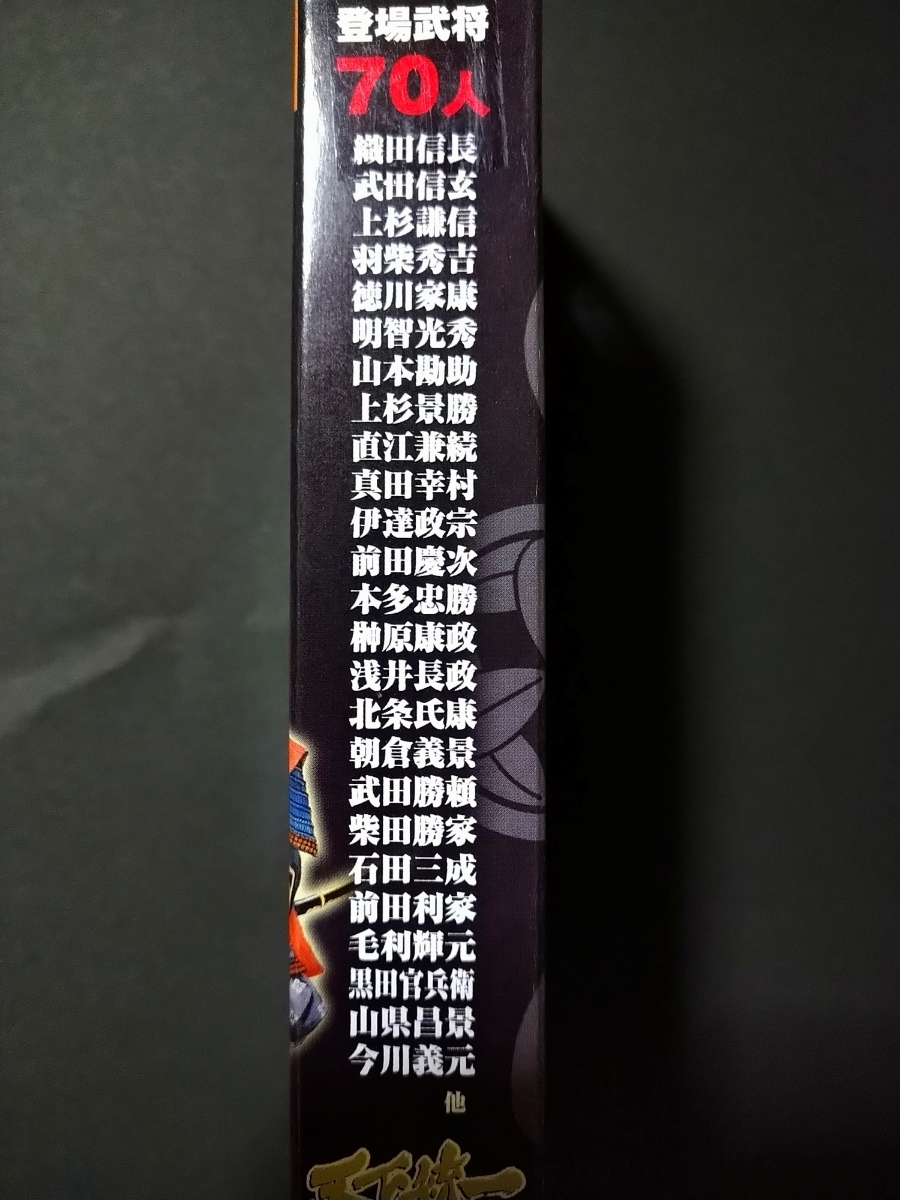 登場武将
70人
織田信長
武田信玄
上杉謙信
羽柴秀吉
徳川家康
明智光秀
山本勘助
上杉景勝
直江兼続
真田幸村
伊達政宗
前田慶次
本多忠勝
榊原康政
浅井長政
北条氏康
朝倉義景
武田勝頼
柴田勝家
石田三成
前田利家
毛利輝元
黒田官兵衛
山県昌景
今川義元
他
天下統一